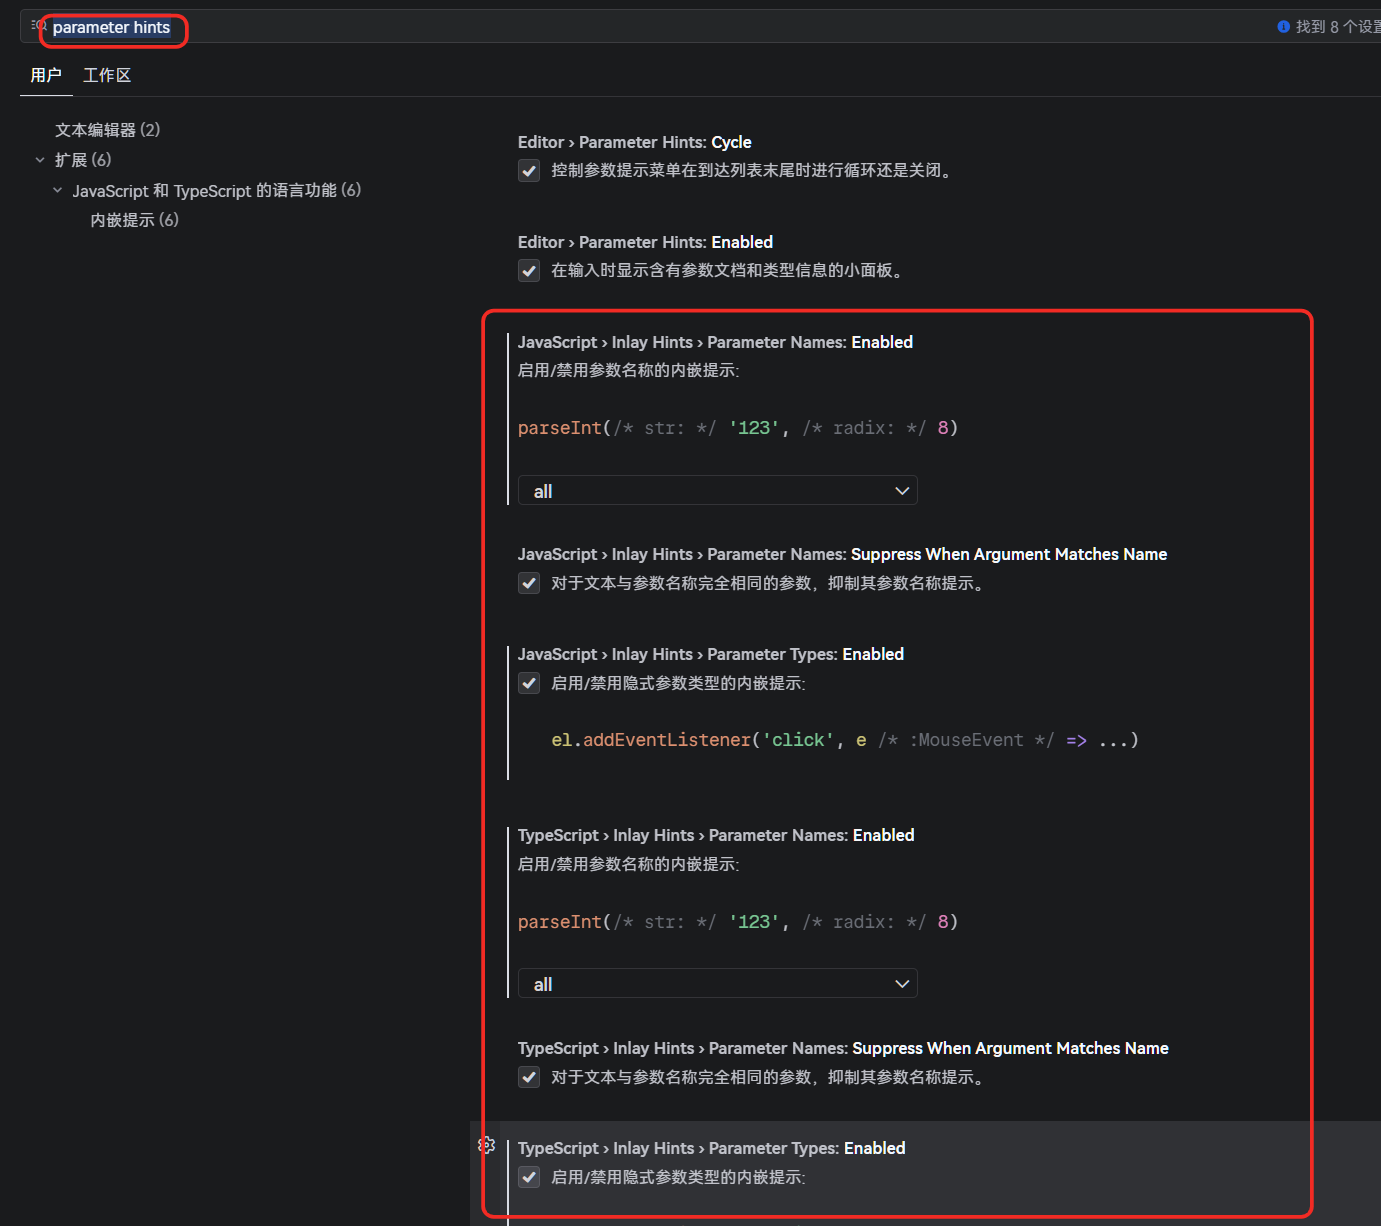 parameter hints
找到 8 个设置
用户 工作区
文本编辑器 (2)
扩展 (6)
JavaScript 和 TypeScript 的语言功能 (6)
内嵌提示 (6)
Editor › Parameter Hints: Cycle
控制参数提示菜单在到达列表末尾时进行循环还是关闭。
Editor › Parameter Hints: Enabled
在输入时显示含有参数文档和类型信息的小面板。
JavaScript › Inlay Hints › Parameter Names: Enabled
启用/禁用参数名称的内嵌提示:
parseInt(/* str: */ '123', /* radix: */ 8)
all
JavaScript › Inlay Hints › Parameter Names: Suppress When Argument Matches Name
对于文本与参数名称完全相同的参数，抑制其参数名称提示。
JavaScript › Inlay Hints › Parameter Types: Enabled
启用/禁用隐式参数类型的内嵌提示:
el.addEventListener('click', e /* :MouseEvent */ => ...)
TypeScript › Inlay Hints › Parameter Names: Enabled
启用/禁用参数名称的内嵌提示:
parseInt(/* str: */ '123', /* radix: */ 8)
all
TypeScript › Inlay Hints › Parameter Names: Suppress When Argument Matches Name
对于文本与参数名称完全相同的参数，抑制其参数名称提示。
TypeScript › Inlay Hints › Parameter Types: Enabled
启用/禁用隐式参数类型的内嵌提示: